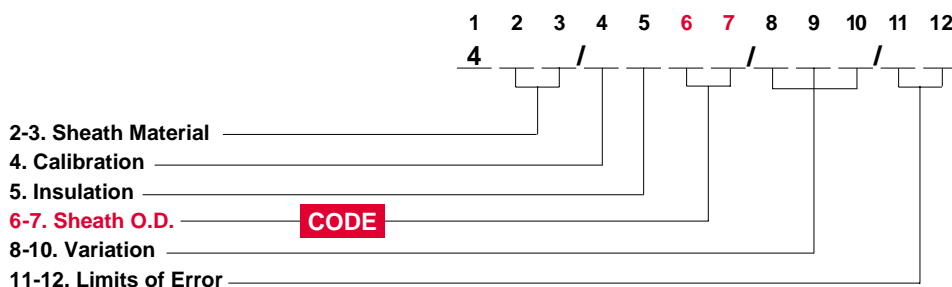 1 2 3 4 5 6 7 8 9 10 11 12
4 / / /
2-3. Sheath Material
4. Calibration
5. Insulation
6-7. Sheath O.D. CODE
8-10. Variation
11-12. Limits of Error